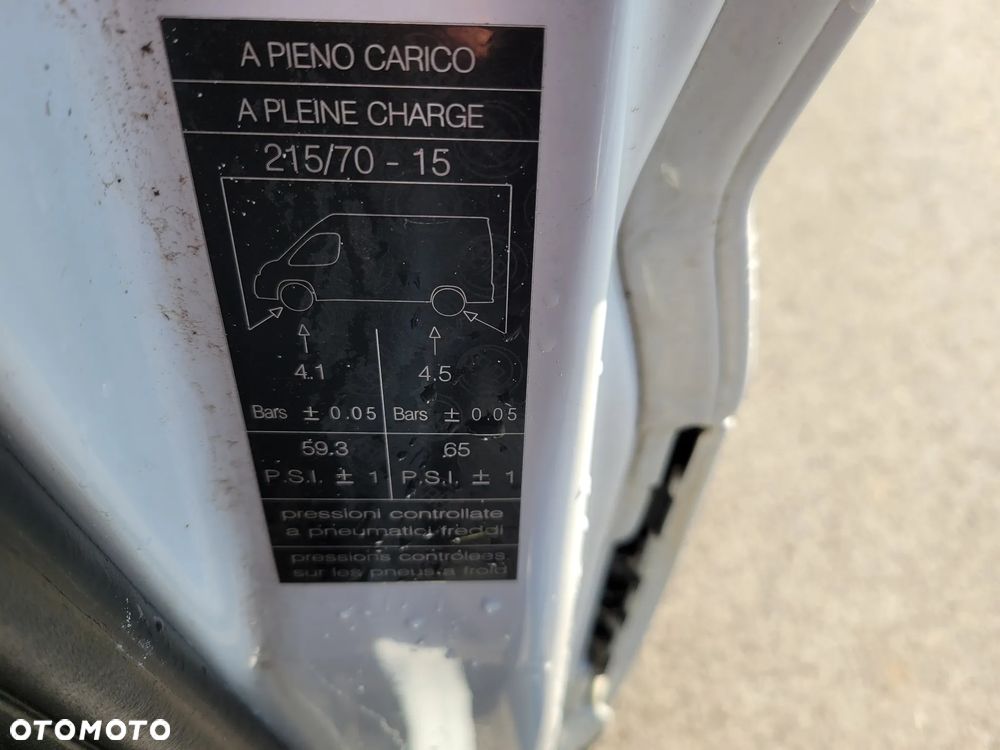 A PIENO CARICO
A PLEINE CHARGE
215/70 - 15
4.1 4.5
Bars ± 0.05 Bars ± 0.05
59.3 65
P.S.I. ± 1 P.S.I. ± 1
pressioni controllate
a pneumatici freddi
pressions controlees
sur les pneus a froid
OTOMOTO